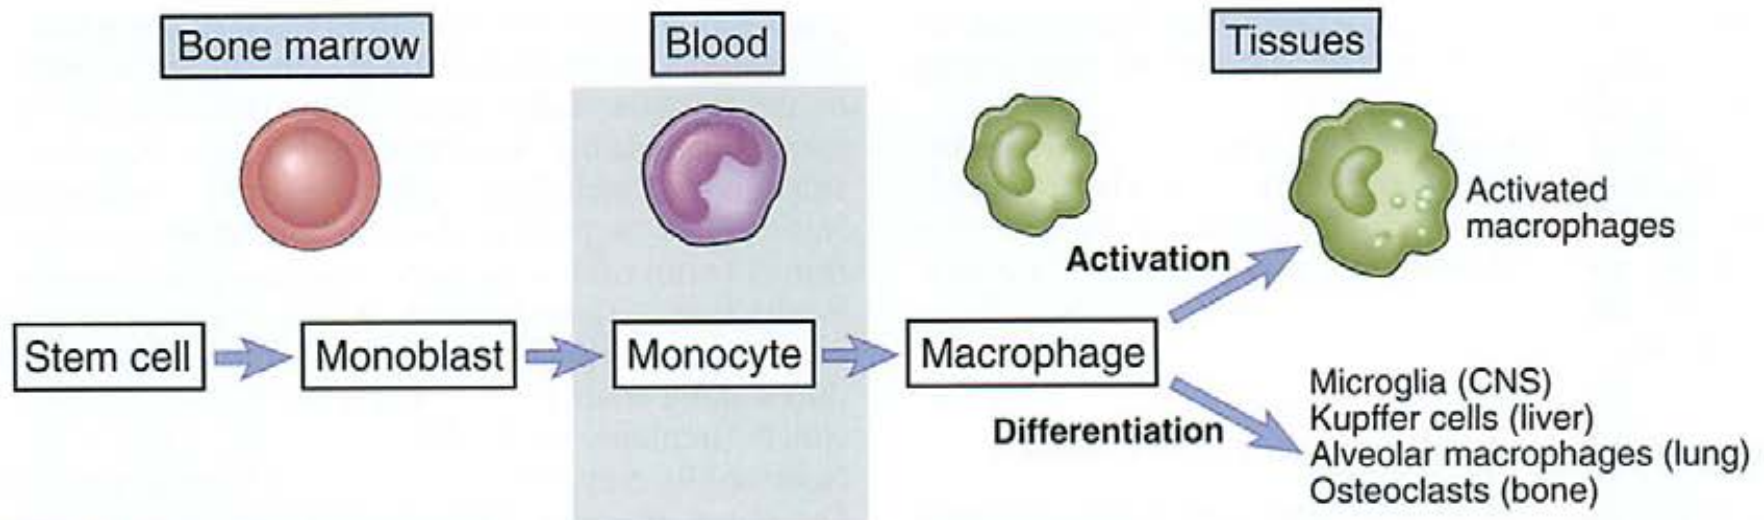 Bone marrow
Blood
Tissues
Activated
macrophages
Activation
Stem cell
Monoblast
Monocyte
Macrophage
Differentiation
Microglia (CNS)
Kupffer cells (liver)
Alveolar macrophages (lung)
Osteoclasts (bone)